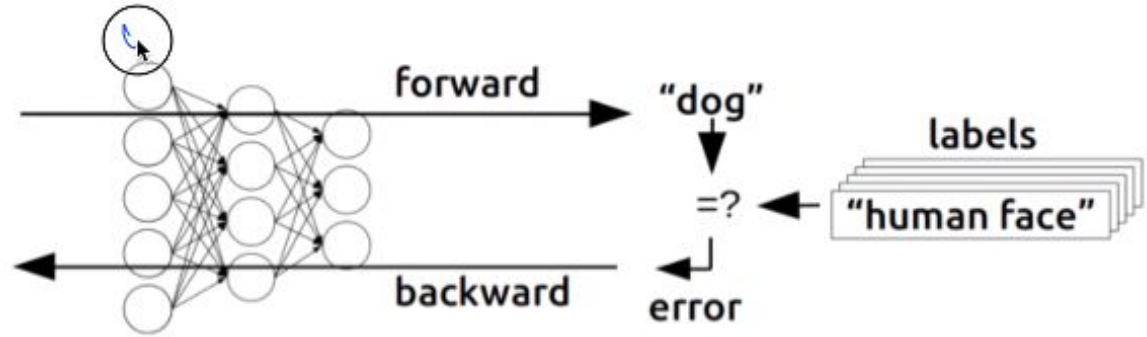 forward
“dog”
labels
=?
“human face”
backward
error